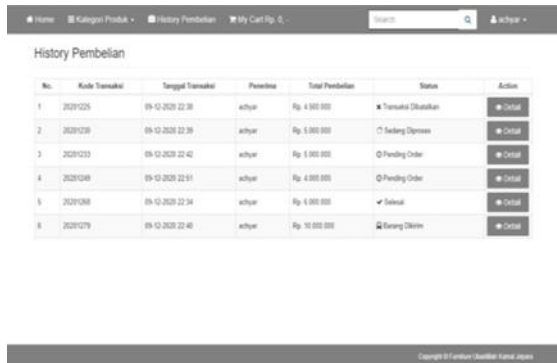 Home Kategori Produk History Pembelian My Cart Rp. 0, - Search achyar
History Pembelian
No. Kode Transaksi Tanggal Transaksi Penerima Total Pembelian Status Action
1 20201225 09-12-2020 22:38 achyar Rp. 4.500.000 Transaksi Dibatalkan Detail
2 20201230 09-12-2020 22:39 achyar Rp. 5.000.000 Sedang Diproses Detail
3 20201233 09-12-2020 22:42 achyar Rp. 5.000.000 Pending Order Detail
4 20201249 09-12-2020 22:51 achyar Rp. 4.000.000 Pending Order Detail
5 20201268 09-12-2020 22:34 achyar Rp. 6.000.000 Selesai Detail
6 20201279 09-12-2020 22:40 achyar Rp. 10.000.000 Barang Dikirim Detail
Copyright © Furniture Ubaidillah Kamal Jepara